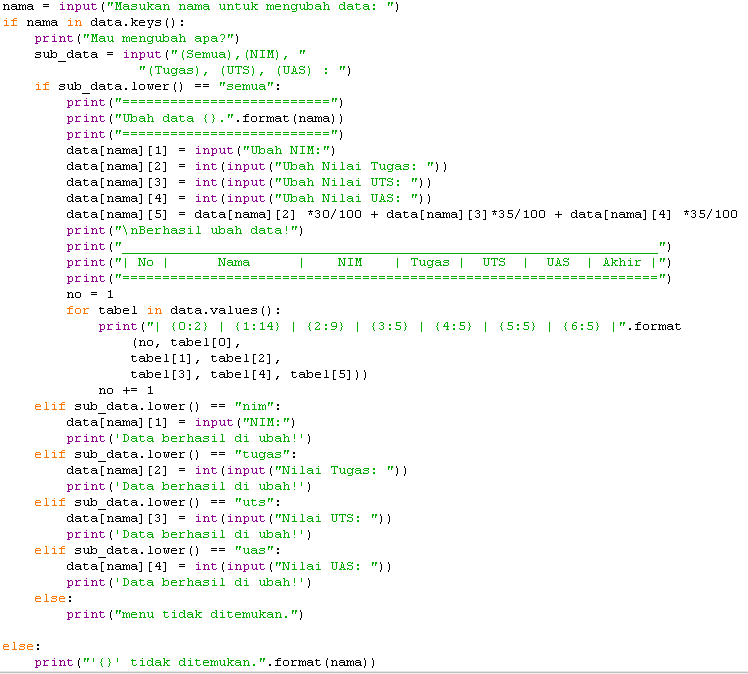 nama = input("Masukan nama untuk mengubah data: ")
if nama in data.keys():
    print("Mau mengubah apa?")
    sub_data = input("(Semua),(NIM), "
                 "(Tugas), (UTS), (UAS) : ")
    if sub_data.lower() == "semua":
        print("==========================")
        print("Ubah data {}.".format(nama))
        print("==========================")
        data[nama][1] = input("Ubah NIM:")
        data[nama][2] = int(input("Ubah Nilai Tugas: "))
        data[nama][3] = int(input("Ubah Nilai UTS: "))
        data[nama][4] = int(input("Ubah Nilai UAS: "))
        data[nama][5] = data[nama][2] *30/100 + data[nama][3]*35/100 + data[nama][4] *35/100
        print("\nBerhasil ubah data!")
        print("___________________________________________________________________")
        print("| No |      Nama      |    NIM    | Tugas |  UTS  |  UAS  | Akhir |")
        print("===================================================================")
        no = 1
        for tabel in data.values():
            print("| {0:2} | {1:14} | {2:9} | {3:5} | {4:5} | {5:5} | {6:5} |".format
                (no, tabel[0],
                tabel[1], tabel[2],
                tabel[3], tabel[4], tabel[5]))
            no += 1
    elif sub_data.lower() == "nim":
        data[nama][1] = input("NIM:")
        print('Data berhasil di ubah!')
    elif sub_data.lower() == "tugas":
        data[nama][2] = int(input("Nilai Tugas: "))
        print('Data berhasil di ubah!')
    elif sub_data.lower() == "uts":
        data[nama][3] = int(input("Nilai UTS: "))
        print('Data berhasil di ubah!')
    elif sub_data.lower() == "uas":
        data[nama][4] = int(input("Nilai UAS: "))
        print('Data berhasil di ubah!')
    else:
        print("menu tidak ditemukan.")

else:
    print("'{}' tidak ditemukan.".format(nama))